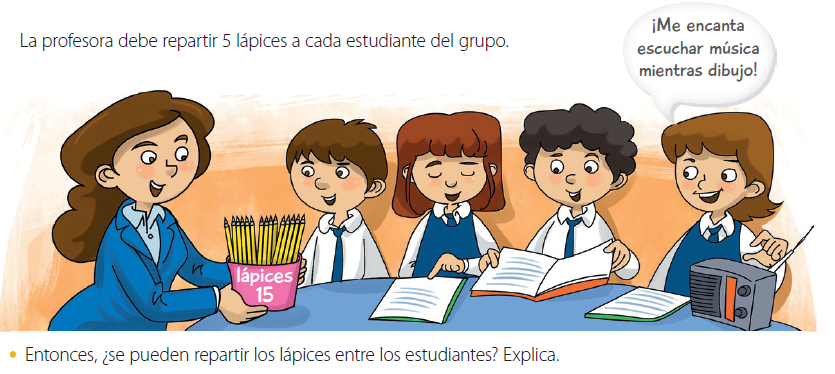 La profesora debe repartir 5 lápices a cada estudiante del grupo.
¡Me encanta
escuchar música
mientras dibujo!
lápices
15
• Entonces, ¿se pueden repartir los lápices entre los estudiantes? Explica.